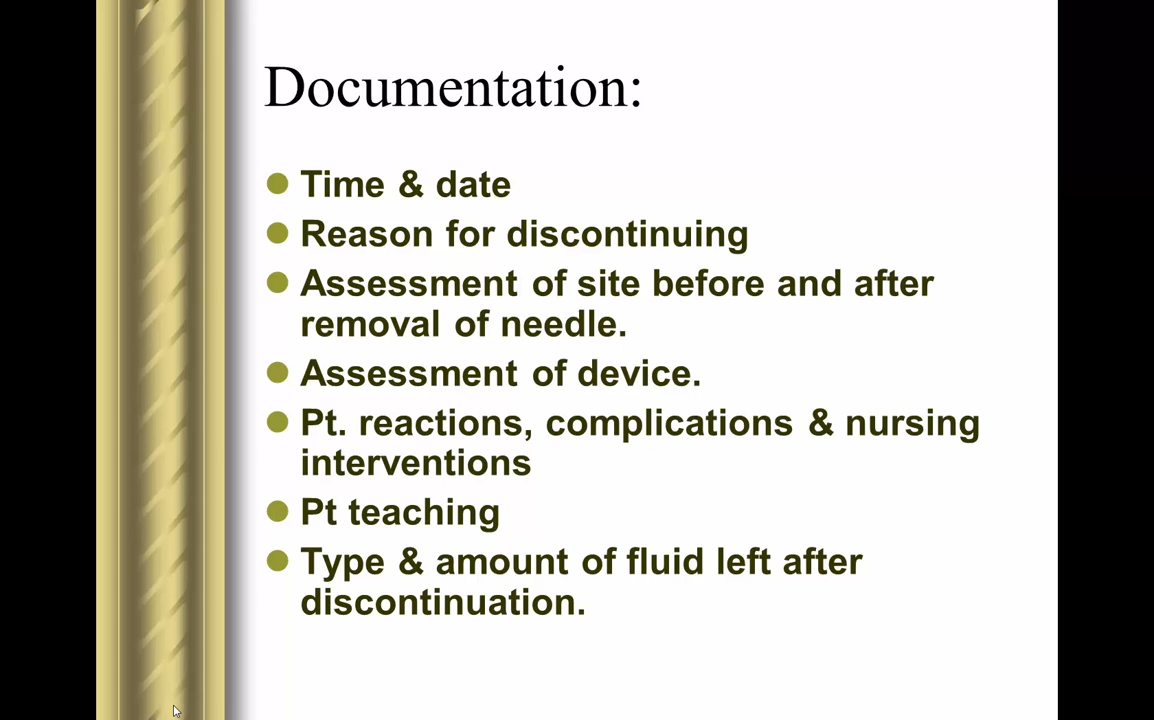 Documentation:
Time & date
Reason for discontinuing
Assessment of site before and after
removal of needle.
Assessment of device.
Pt. reactions, complications & nursing
interventions
Pt teaching
Type & amount of fluid left after
discontinuation.